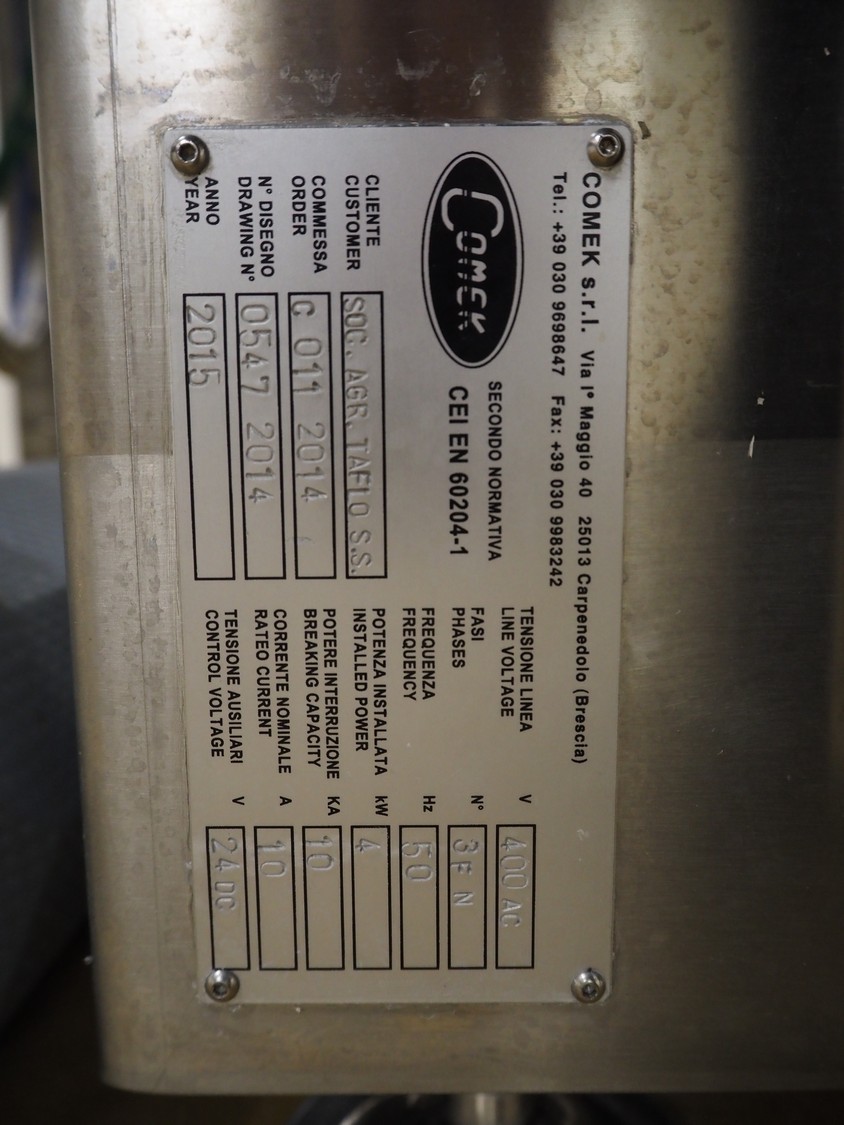 COMEK s.r.l. Via I° Maggio 40 25013 Carpenedolo (Brescia)
Tel.: +39 030 9698647 Fax: +39 030 9983242
COMEK
SECONDO NORMATIVA
CEI EN 60204-1
CLIENTE
CUSTOMER
SOC. AGR. TAFLO S.S.
COMMESSA
ORDER
C 011 2014
N° DISEGNO
DRAWING N°
0547 2014
ANNO
YEAR
2015
TENSIONE LINEA
LINE VOLTAGE V 400 AC
FASI
PHASES N° 3F N
FREQUENZA
FREQUENCY Hz 50
POTENZA INSTALLATA
INSTALLED POWER kW 4
POTERE INTERRUZIONE
BREAKING CAPACITY KA 10
CORRENTE NOMINALE
RATEO CURRENT A 10
TENSIONE AUSILIARI
CONTROL VOLTAGE V 24 DC